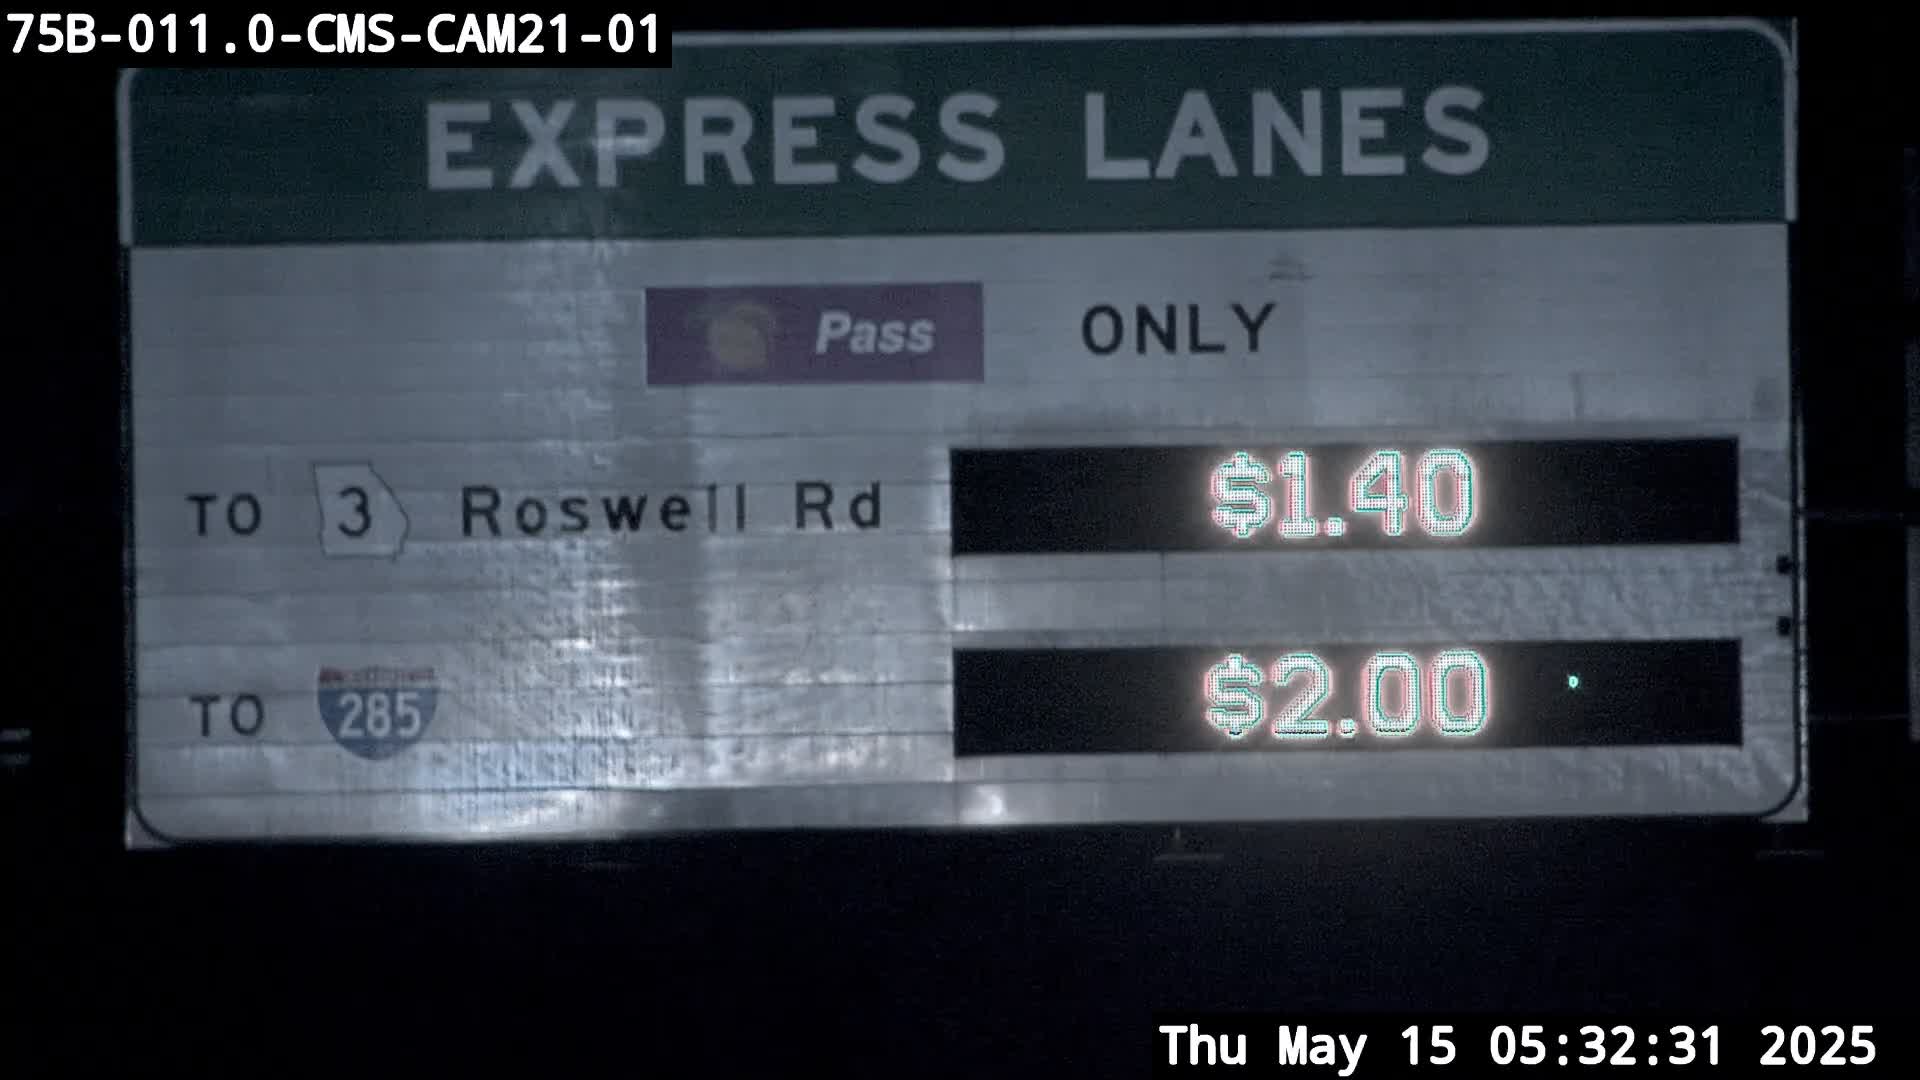 75B-011.0-CMS-CAM21-01
EXPRESS LANES
Pass ONLY
TO 3 Roswell Rd $1.40
TO 285 $2.00
Thu May 15 05:32:31 2025